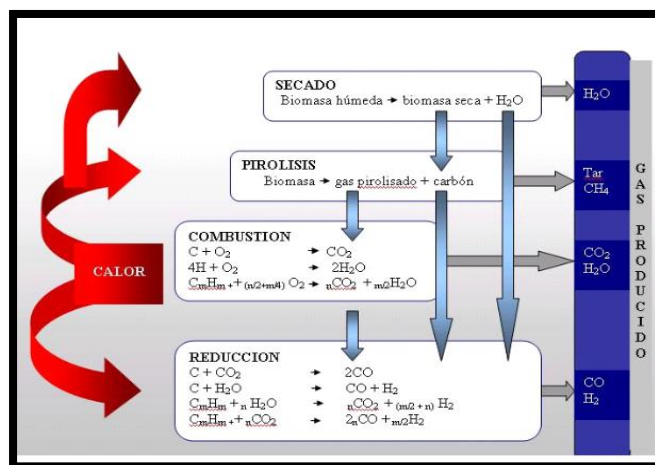 SECADO
Biomasa húmeda → biomasa seca + H₂O
H₂O
PIROLISIS
Biomasa → gas pirolisado + carbón
Tar
CH₄
COMBUSTION
C + O₂ → CO₂
4H + O₂ → 2H₂O
CₘHₘ + (n/2+m/4) O₂ → nCO₂ + m/2H₂O
CO₂
H₂O
CALOR
REDUCCION
C + CO₂ → 2CO
C + H₂O → CO + H₂
CₘHₘ + n H₂O → nCO₂ + (m/2 + n) H₂
CₘHₘ + nCO₂ → 2nCO + m/2H₂
CO
H₂
GAS PRODUCIDO